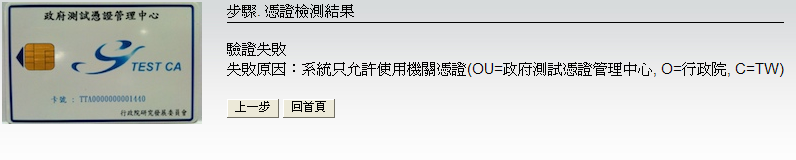 政府測試憑證管理中心
TEST CA
卡號 : TTA0000000001440
行政院研究發展委員會
步驟. 憑證檢測結果
驗證失敗
失敗原因：系統只允許使用機關憑證(OU=政府測試憑證管理中心, O=行政院, C=TW)
上一步
回首頁